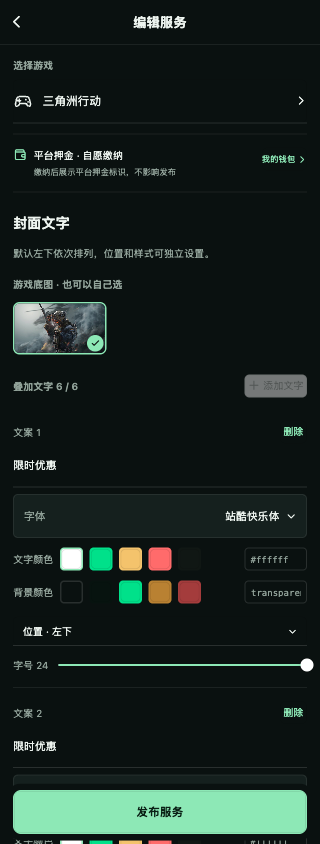 编辑服务
选择游戏
三角洲行动
平台押金 · 自愿缴纳
我的钱包
缴纳后展示平台押金标识，不影响发布
封面文字
默认左下依次排列，位置和样式可独立设置。
游戏底图 · 也可以自己选
叠加文字 6 / 6
添加文字
文案 1
删除
限时优惠
字体
站酷快乐体
文字颜色
#ffffff
背景颜色
transparen
位置 · 左下
字号 24
文案 2
删除
限时优惠
发布服务